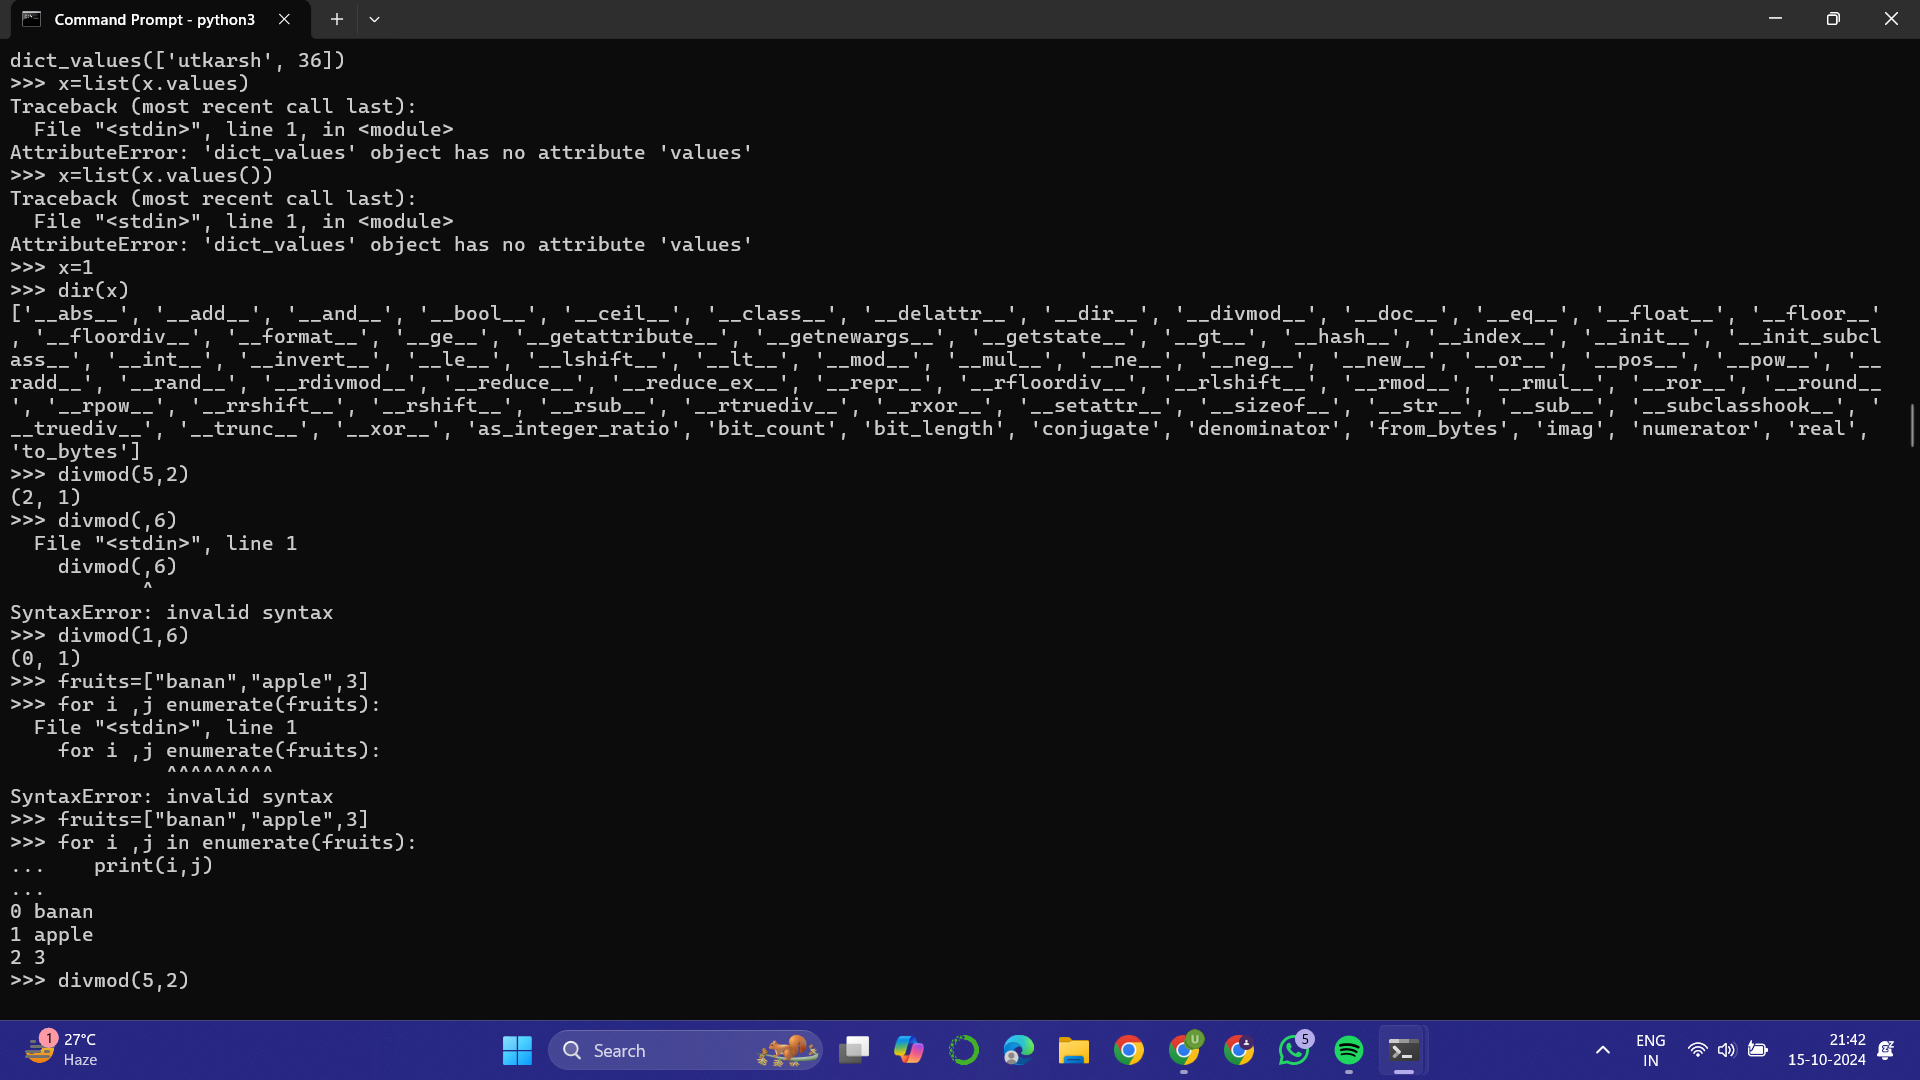 Command Prompt - python3
dict_values(['utkarsh', 36])
>>> x=list(x.values)
Traceback (most recent call last):
  File "<stdin>", line 1, in <module>
AttributeError: 'dict_values' object has no attribute 'values'
>>> x=list(x.values())
Traceback (most recent call last):
  File "<stdin>", line 1, in <module>
AttributeError: 'dict_values' object has no attribute 'values'
>>> x=1
>>> dir(x)
['__abs__', '__add__', '__and__', '__bool__', '__ceil__', '__class__', '__delattr__', '__dir__', '__divmod__', '__doc__', '__eq__', '__float__', '__floor__'
, '__floordiv__', '__format__', '__ge__', '__getattribute__', '__getnewargs__', '__getstate__', '__gt__', '__hash__', '__index__', '__init__', '__init_subcl
ass__', '__int__', '__invert__', '__le__', '__lshift__', '__lt__', '__mod__', '__mul__', '__ne__', '__neg__', '__new__', '__or__', '__pos__', '__pow__', '__
radd__', '__rand__', '__rdivmod__', '__reduce__', '__reduce_ex__', '__repr__', '__rfloordiv__', '__rlshift__', '__rmod__', '__rmul__', '__ror__', '__round__
', '__rpow__', '__rrshift__', '__rshift__', '__rsub__', '__rtruediv__', '__rxor__', '__setattr__', '__sizeof__', '__str__', '__sub__', '__subclasshook__', '
__truediv__', '__trunc__', '__xor__', 'as_integer_ratio', 'bit_count', 'bit_length', 'conjugate', 'denominator', 'from_bytes', 'imag', 'numerator', 'real',
'to_bytes']
>>> divmod(5,2)
(2, 1)
>>> divmod(,6)
  File "<stdin>", line 1
    divmod(,6)
           ^
SyntaxError: invalid syntax
>>> divmod(1,6)
(0, 1)
>>> fruits=["banan","apple",3]
>>> for i ,j enumerate(fruits):
  File "<stdin>", line 1
    for i ,j enumerate(fruits):
             ^^^^^^^^^
SyntaxError: invalid syntax
>>> fruits=["banan","apple",3]
>>> for i ,j in enumerate(fruits):
...    print(i,j)
...
0 banan
1 apple
2 3
>>> divmod(5,2)
1
27°C
Haze
Search
U
5
ENG
IN
21:42
15-10-2024